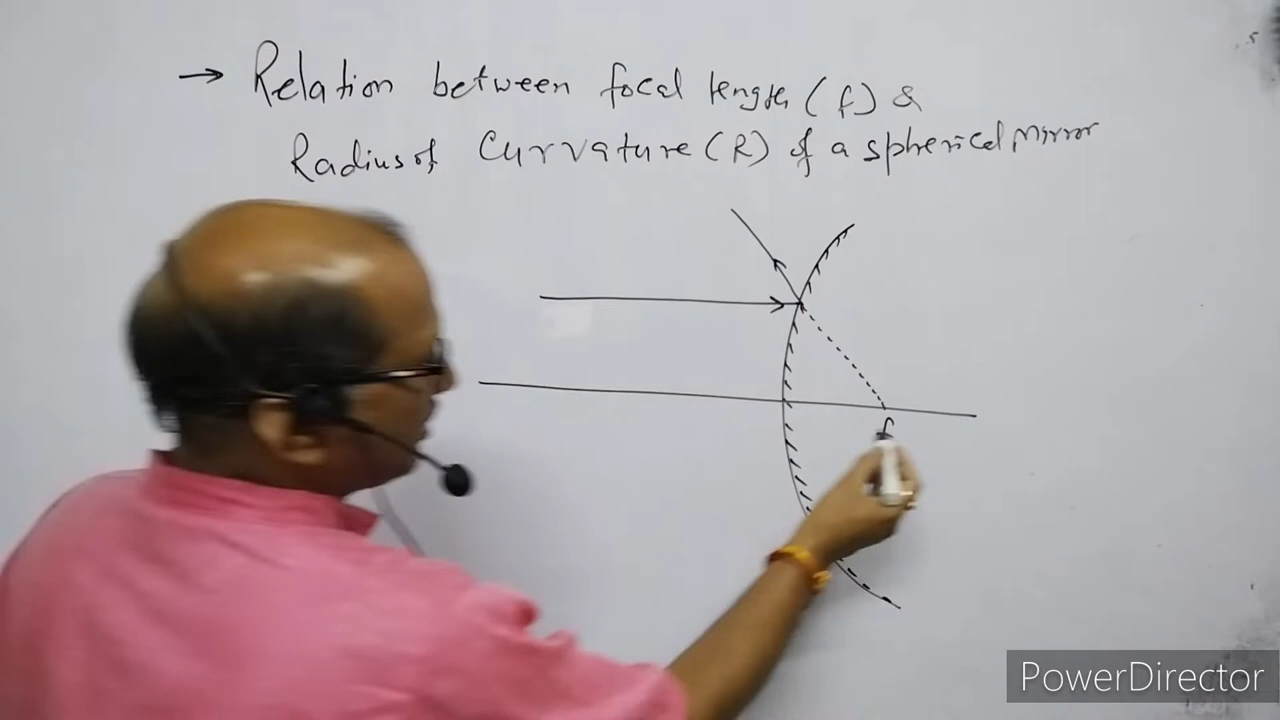 → Relation between focal length (f) &
Radius of Curvature (R) of a spherical Mirror
f
PowerDirector